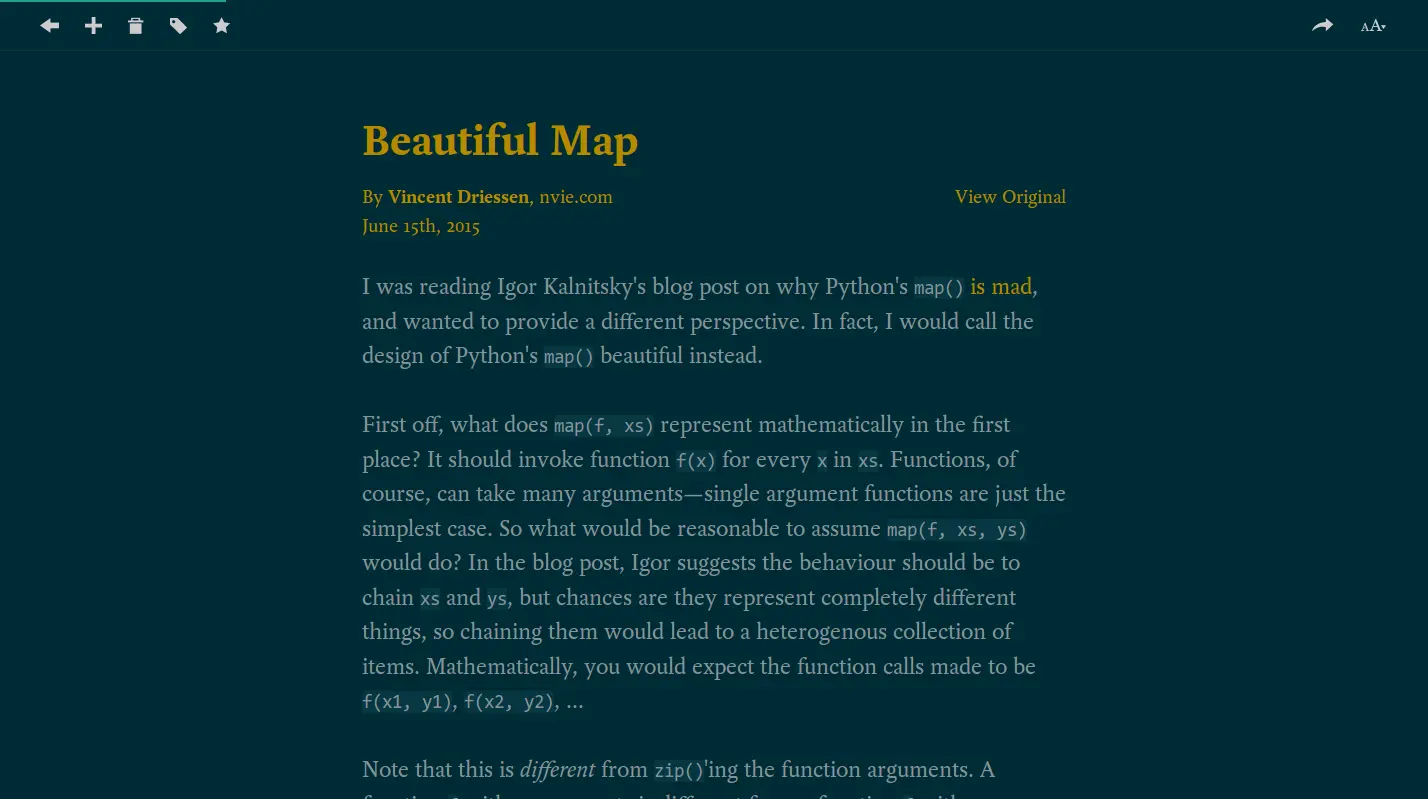 AA
Beautiful Map
By Vincent Driessen, nvie.com
View Original
June 15th, 2015
I was reading Igor Kalnitsky's blog post on why Python's map() is mad,
and wanted to provide a different perspective. In fact, I would call the
design of Python's map() beautiful instead.
First off, what does map(f, xs) represent mathematically in the first
place? It should invoke function f(x) for every x in xs. Functions, of
course, can take many arguments—single argument functions are just the
simplest case. So what would be reasonable to assume map(f, xs, ys)
would do? In the blog post, Igor suggests the behaviour should be to
chain xs and ys, but chances are they represent completely different
things, so chaining them would lead to a heterogenous collection of
items. Mathematically, you would expect the function calls made to be
f(x1, y1), f(x2, y2), ...
Note that this is different from zip()'ing the function arguments. A